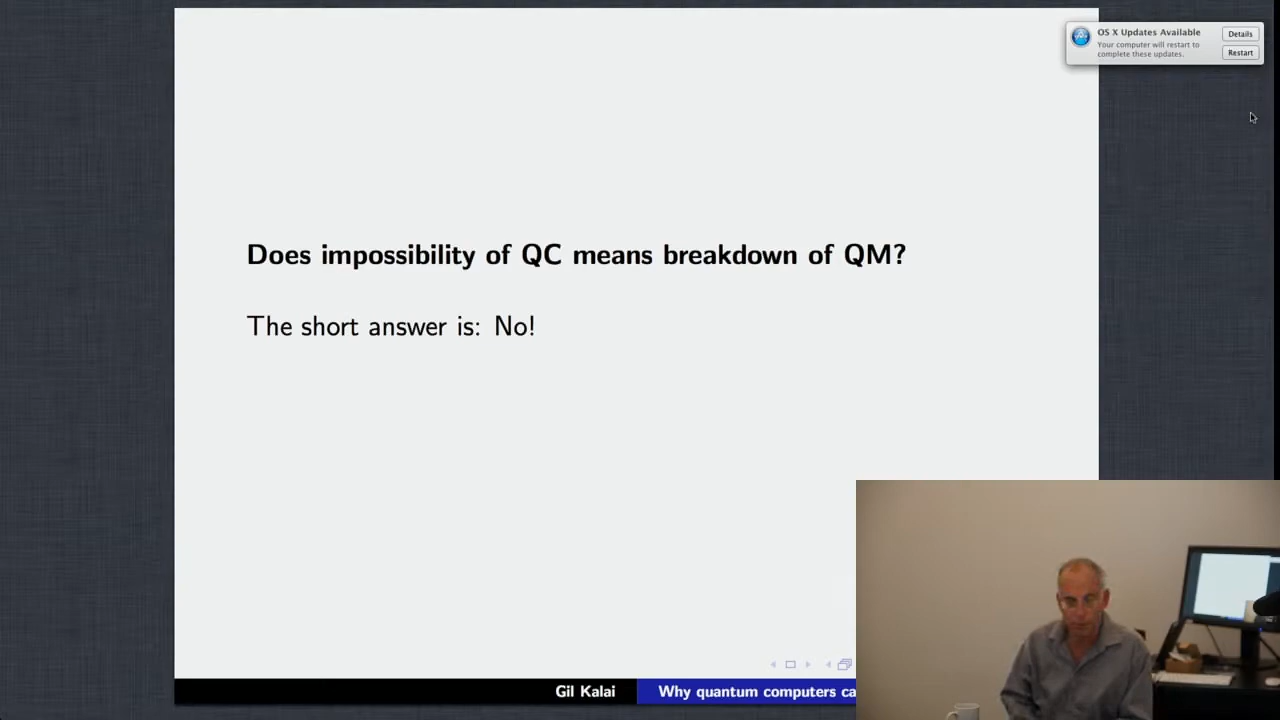 OS X Updates Available
Details
Your computer will restart to
complete these updates.
Restart
Does impossibility of QC means breakdown of QM?
The short answer is: No!
Gil Kalai
Why quantum computers ca